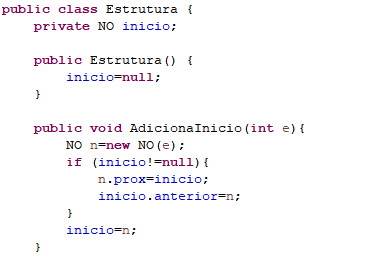 public class Estrutura {
    private NO inicio;

    public Estrutura() {
        inicio=null;
    }

    public void AdicionaInicio(int e){
        NO n=new NO(e);
        if (inicio!=null){
            n.prox=inicio;
            inicio.anterior=n;
        }
        inicio=n;
    }